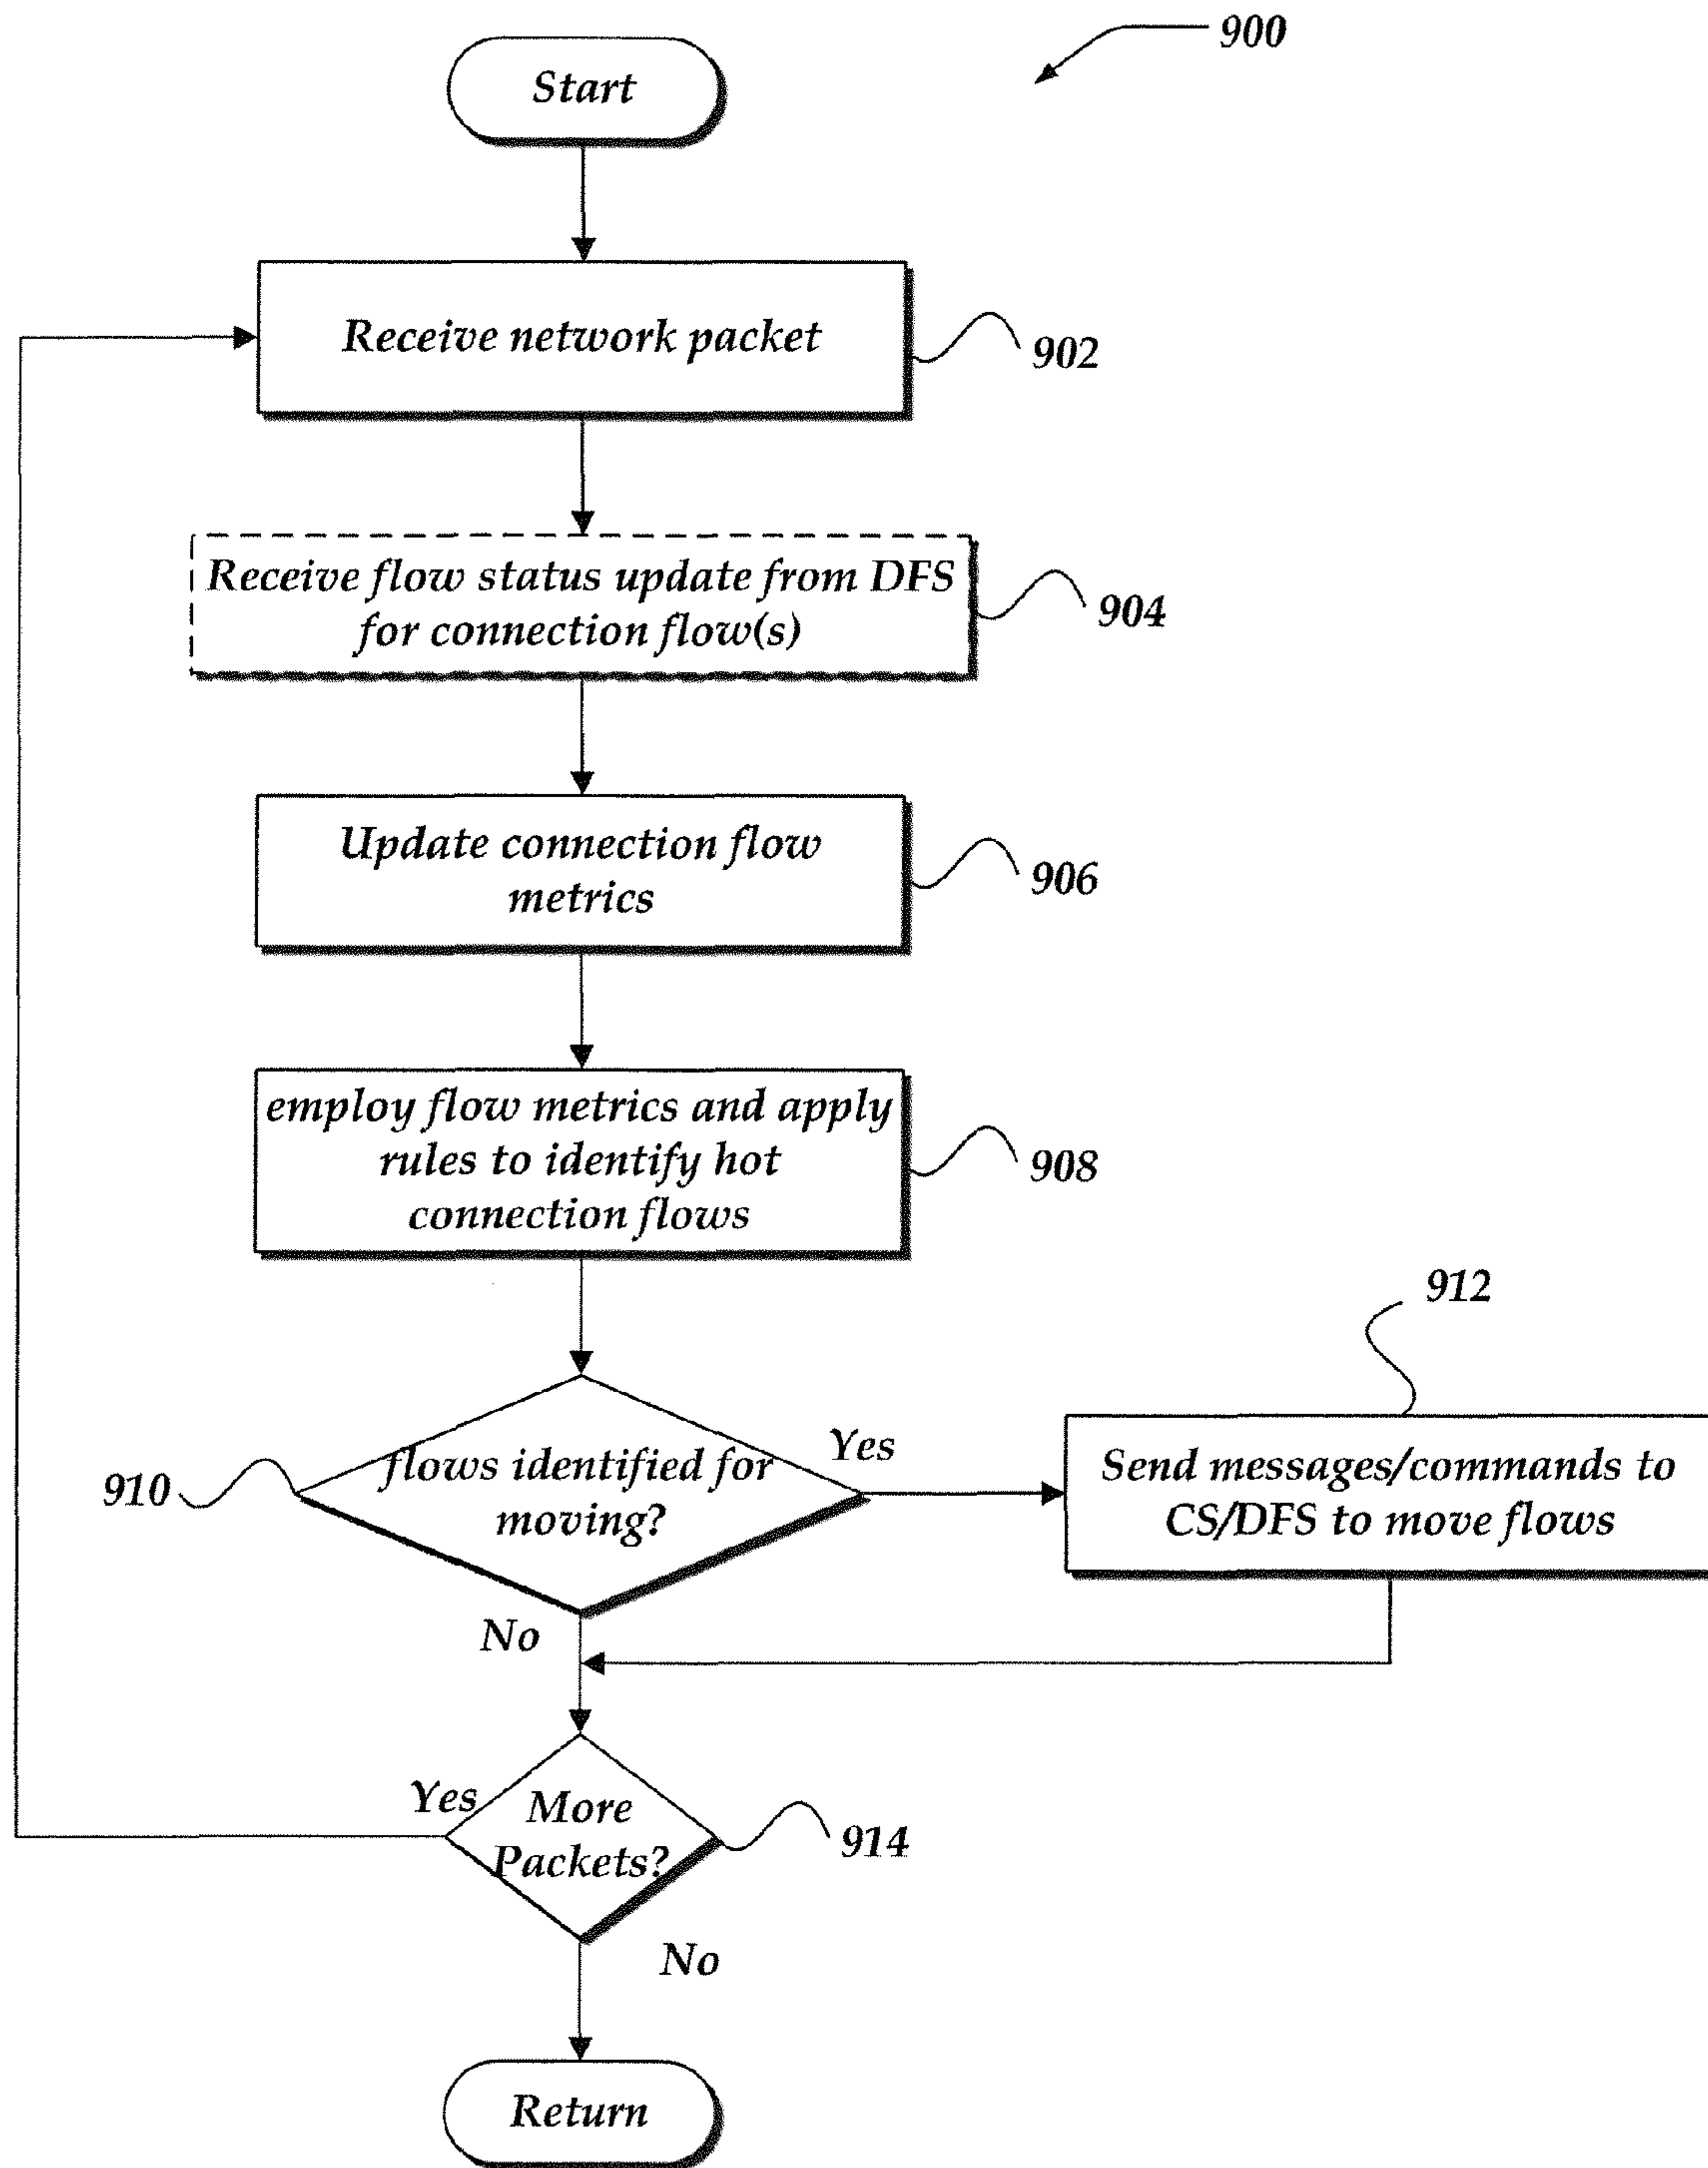 900
Start
Receive network packet
902
Receive flow status update from DFS
for connection flow(s)
904
Update connection flow
metrics
906
employ flow metrics and apply
rules to identify hot
connection flows
908
910
flows identified for
moving?
Yes
912
Send messages/commands to
CS/DFS to move flows
No
Yes
More
Packets?
914
No
Return